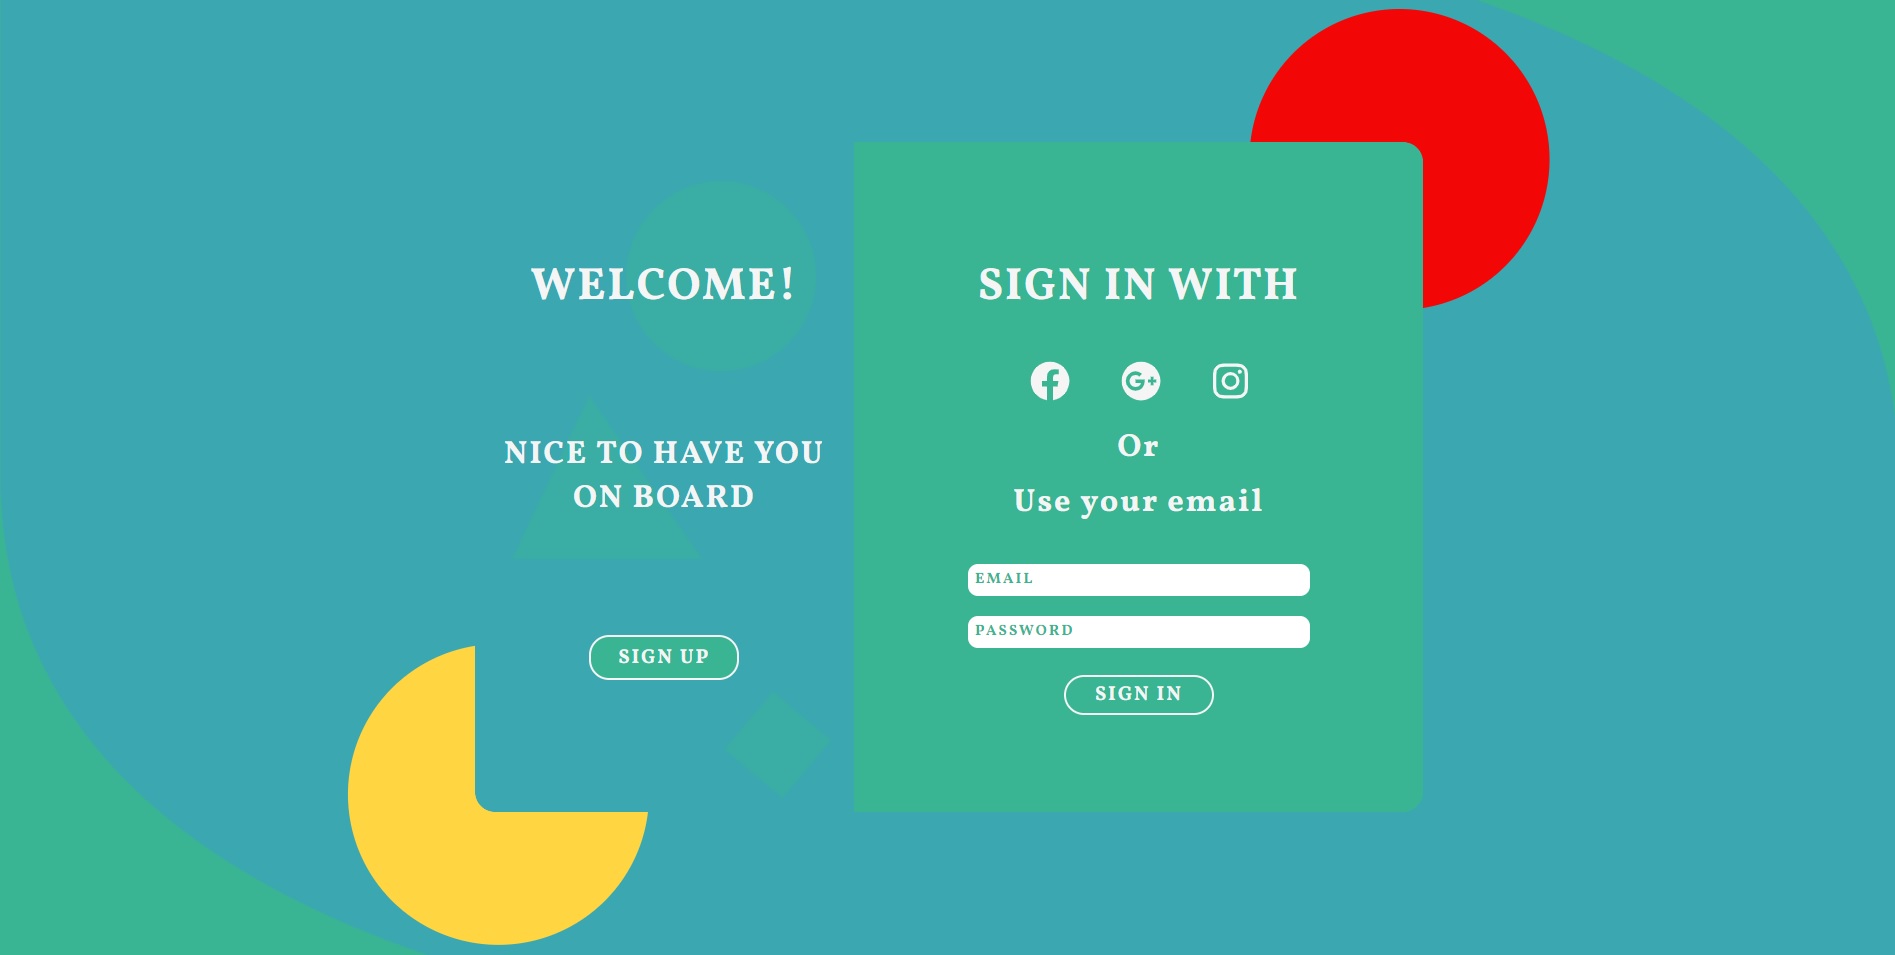 WELCOME!
NICE TO HAVE YOU
ON BOARD
SIGN UP
SIGN IN WITH
Or
Use your email
EMAIL
PASSWORD
SIGN IN